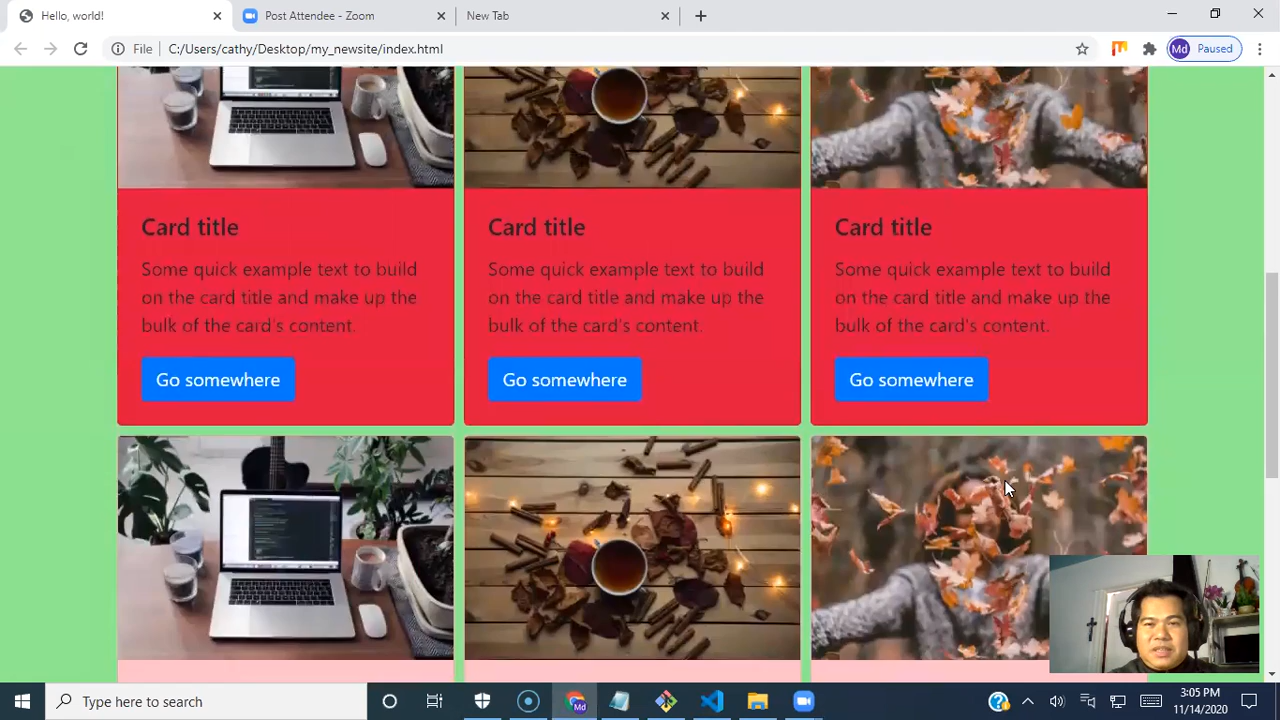 Hello, world!
Post Attendee - Zoom
New Tab
File
C:/Users/cathy/Desktop/my_newsite/index.html
Md
Paused
Card title
Some quick example text to build
on the card title and make up the
bulk of the card's content.
Go somewhere
Card title
Some quick example text to build
on the card title and make up the
bulk of the card's content.
Go somewhere
Card title
Some quick example text to build
on the card title and make up the
bulk of the card's content.
Go somewhere
Type here to search
Md
3:05 PM
11/14/2020